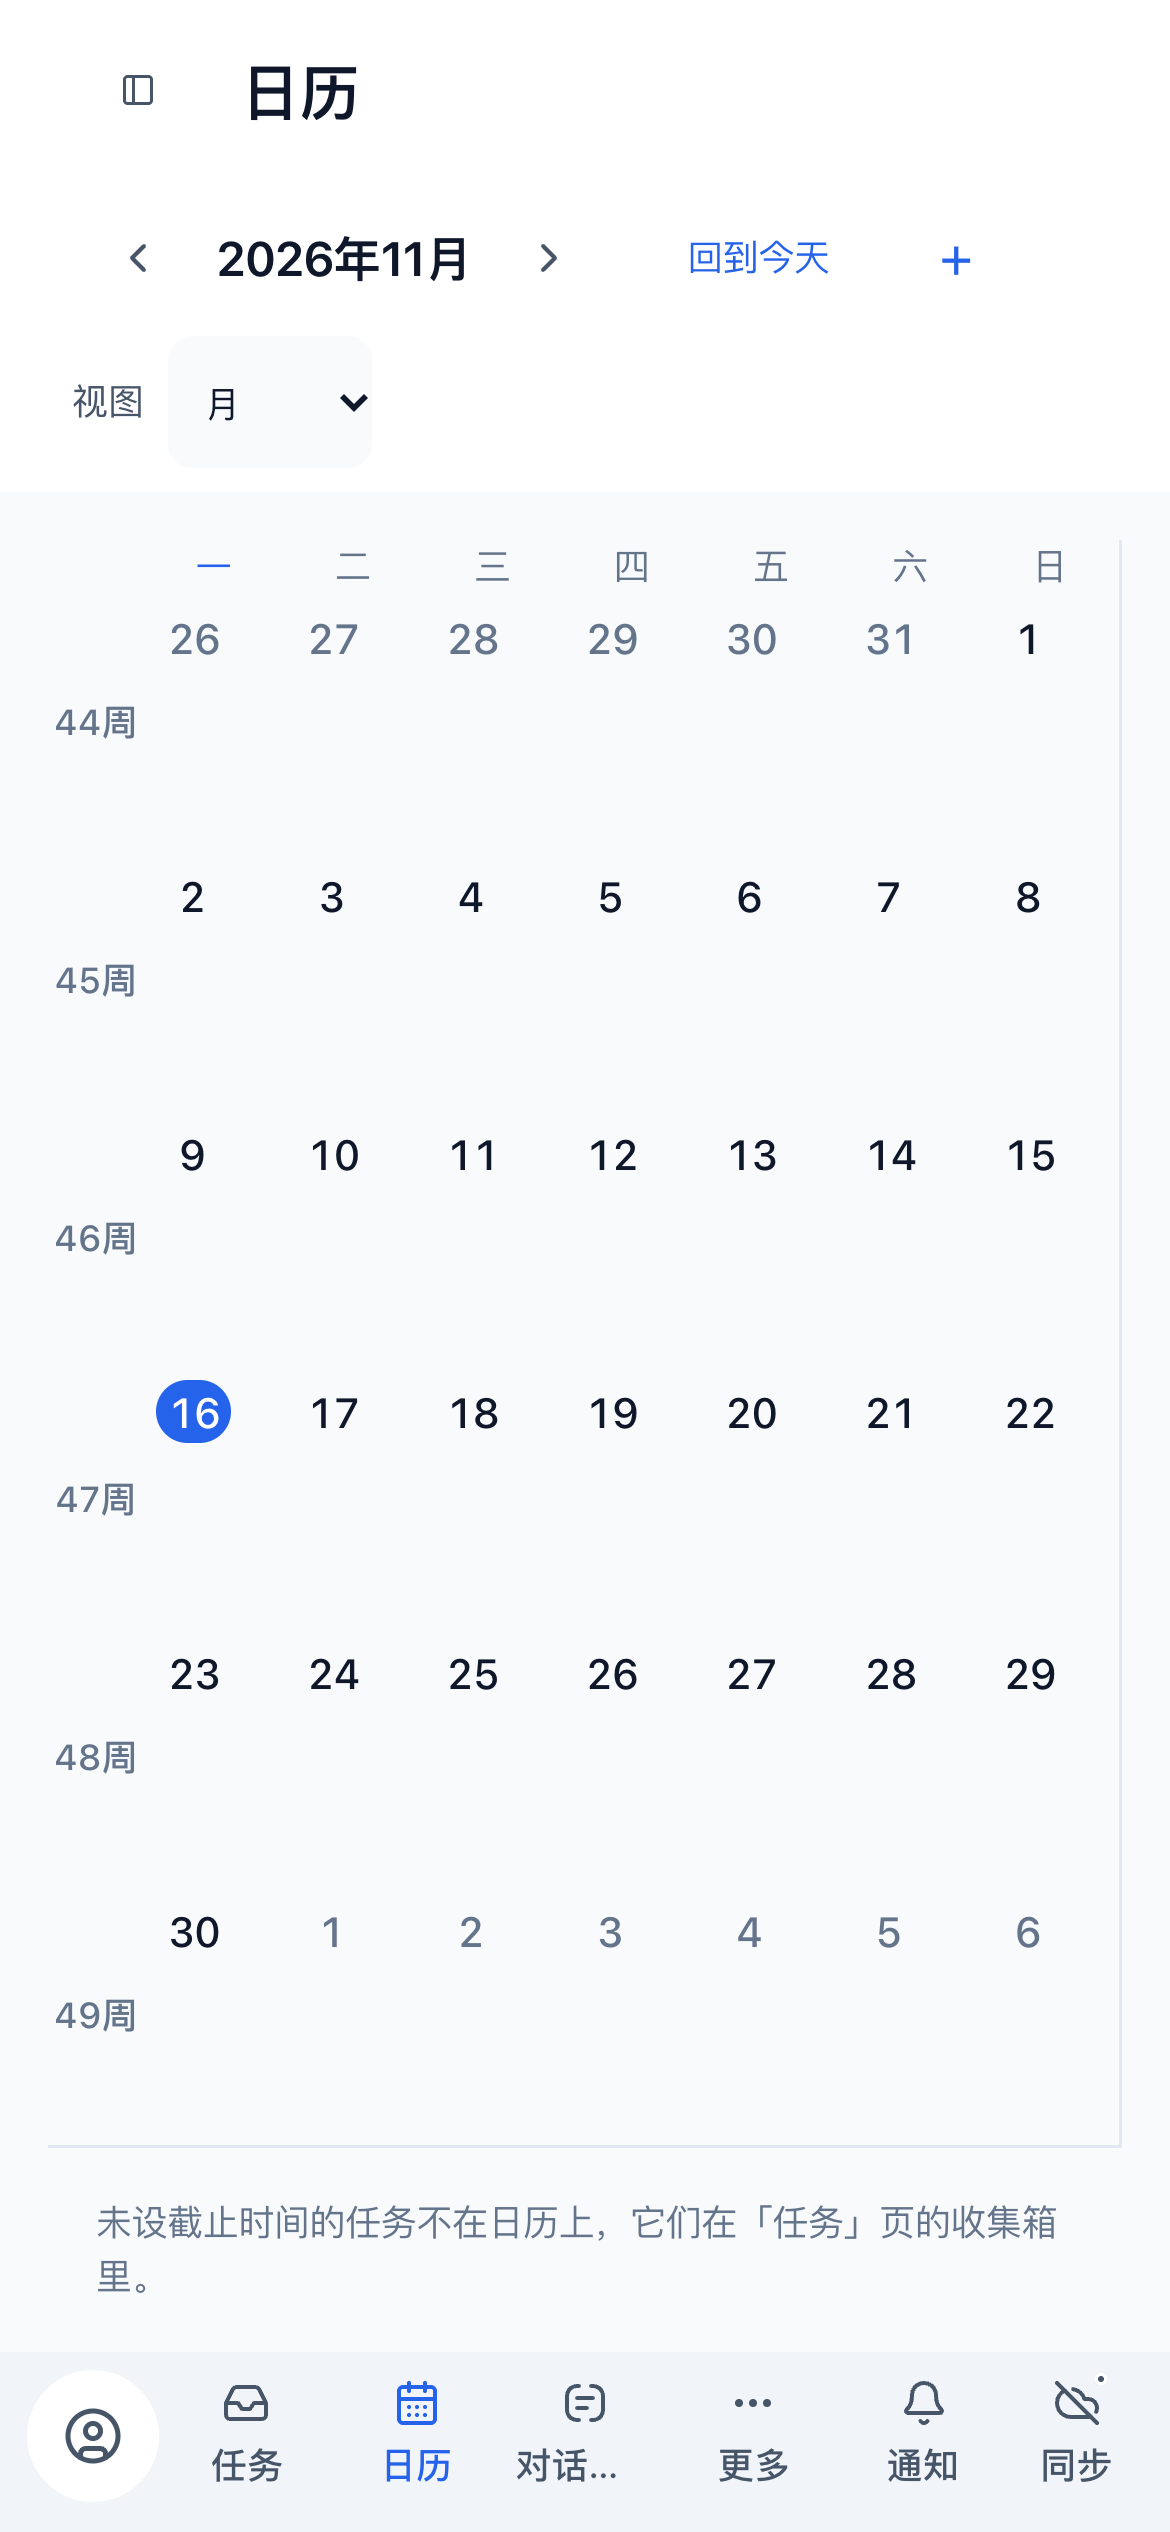 日历
2026年11月 回到今天 +
视图 月
一 二 三 四 五 六 日
26 27 28 29 30 31 1
44周
2 3 4 5 6 7 8
45周
9 10 11 12 13 14 15
46周
16 17 18 19 20 21 22
47周
23 24 25 26 27 28 29
48周
30 1 2 3 4 5 6
49周
未设截止时间的任务不在日历上，它们在「任务」页的收集箱
里。
任务 日历 对话... 更多 通知 同步